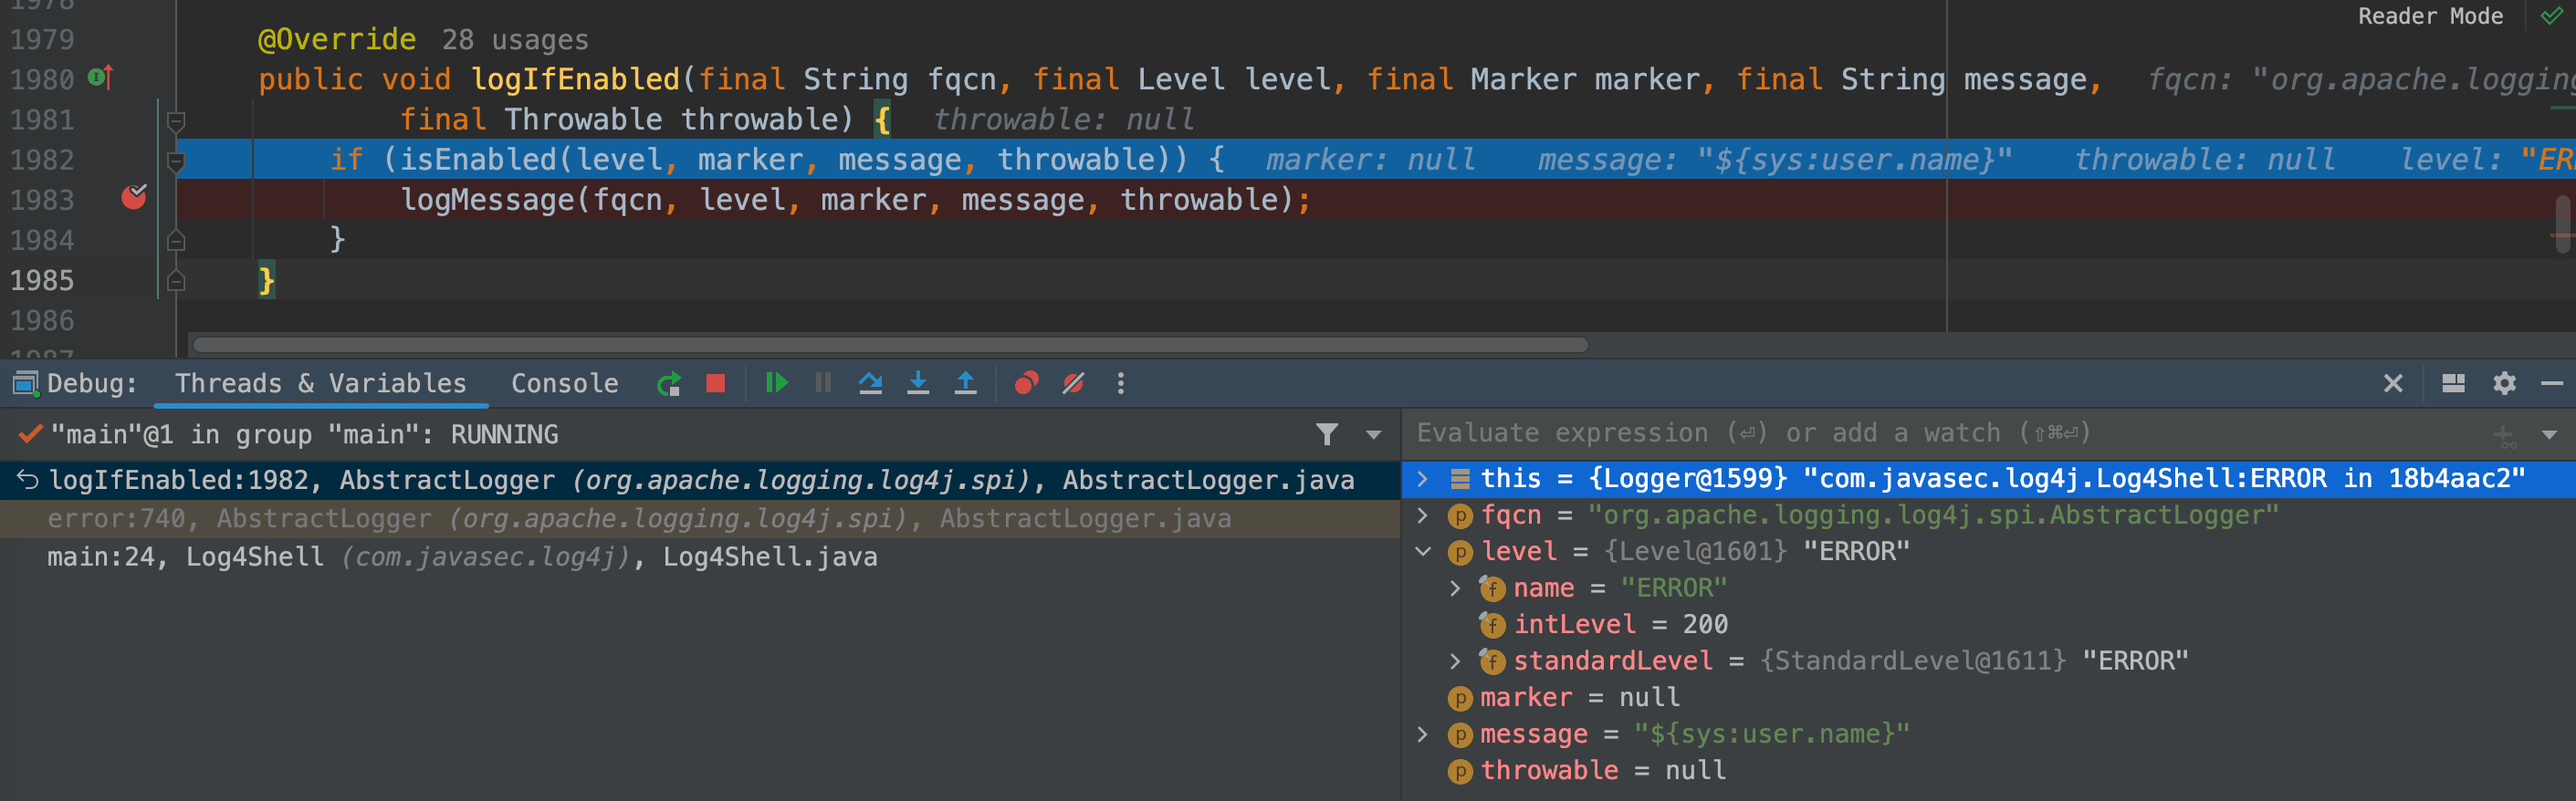 Reader Mode
1979 @Override 28 usages
1980 public void logIfEnabled(final String fqcn, final Level level, final Marker marker, final String message, fqcn: "org.apache.logging
1981 final Throwable throwable) { throwable: null
1982 if (isEnabled(level, marker, message, throwable)) { marker: null message: "${sys:user.name}" throwable: null level: "ER
1983 logMessage(fqcn, level, marker, message, throwable);
1984 }
1985 }
1986
Debug: Threads & Variables Console
"main"@1 in group "main": RUNNING
logIfEnabled:1982, AbstractLogger (org.apache.logging.log4j.spi), AbstractLogger.java
error:740, AbstractLogger (org.apache.logging.log4j.spi), AbstractLogger.java
main:24, Log4Shell (com.javasec.log4j), Log4Shell.java
Evaluate expression (⏎) or add a watch (⇧⌘⏎)
this = {Logger@1599} "com.javasec.log4j.Log4Shell:ERROR in 18b4aac2"
fqcn = "org.apache.logging.log4j.spi.AbstractLogger"
level = {Level@1601} "ERROR"
name = "ERROR"
intLevel = 200
standardLevel = {StandardLevel@1611} "ERROR"
marker = null
message = "${sys:user.name}"
throwable = null